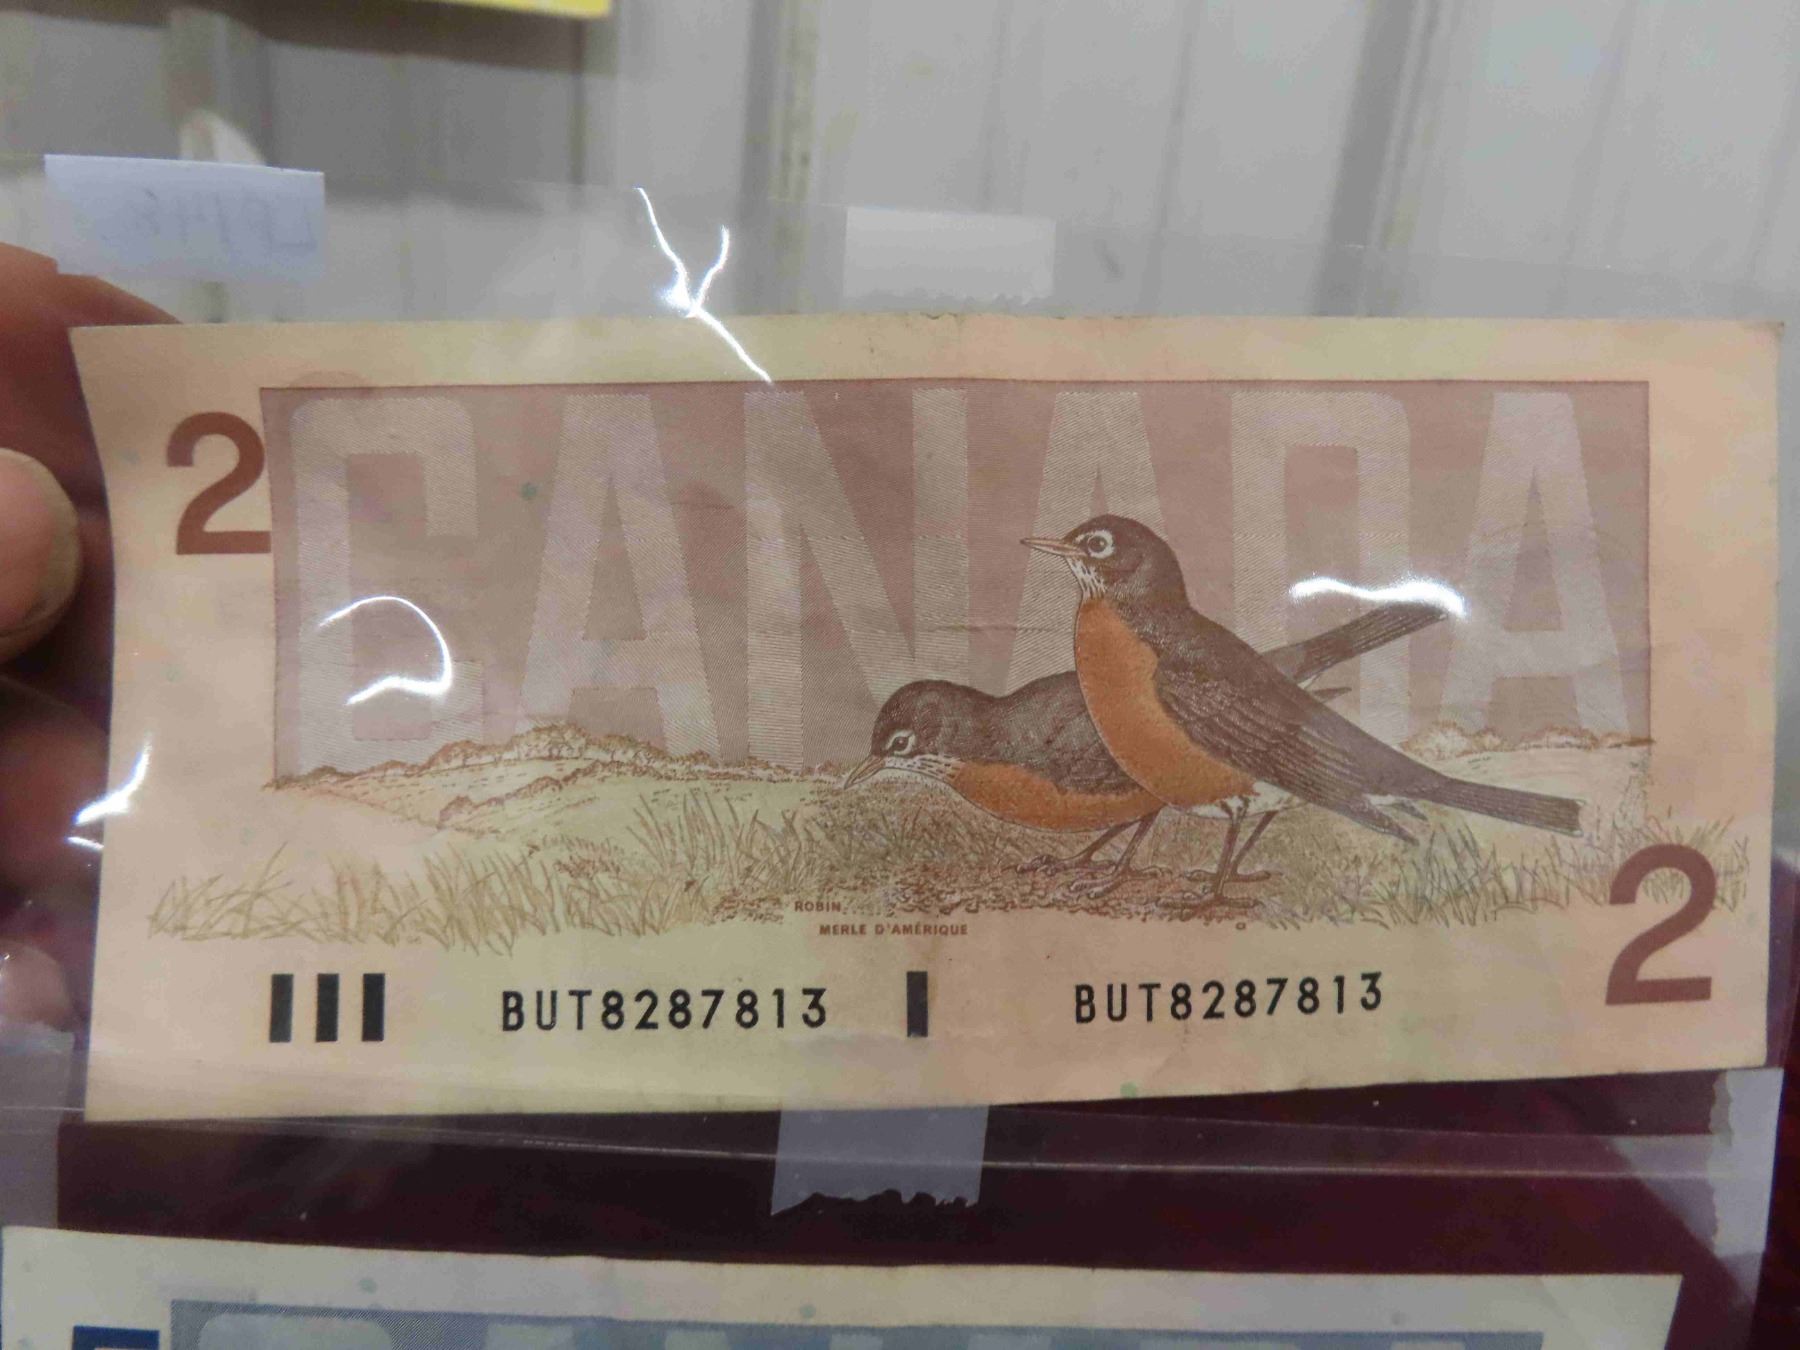 CANADA
2
ROBIN
MERLE D'AMÉRIQUE
BUT8287813 BUT8287813
2